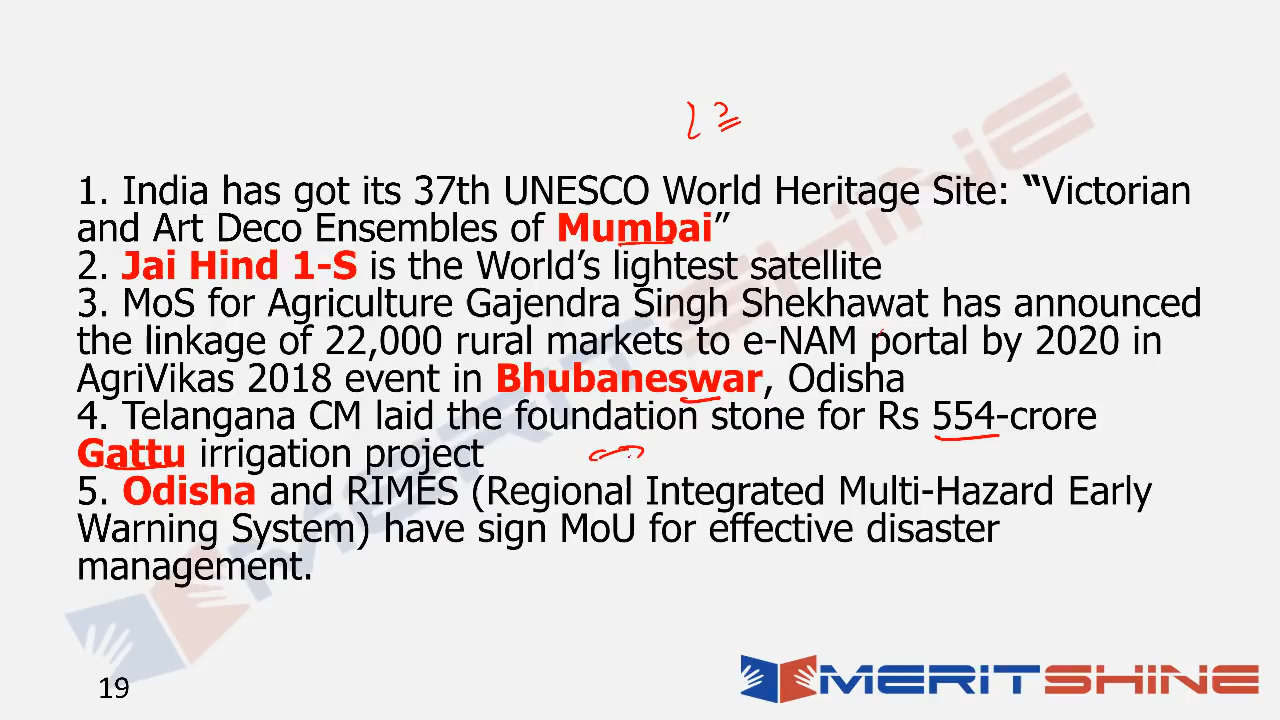 1. India has got its 37th UNESCO World Heritage Site: “Victorian
and Art Deco Ensembles of Mumbai”
2. Jai Hind 1-S is the World’s lightest satellite
3. MoS for Agriculture Gajendra Singh Shekhawat has announced
the linkage of 22,000 rural markets to e-NAM portal by 2020 in
AgriVikas 2018 event in Bhubaneswar, Odisha
4. Telangana CM laid the foundation stone for Rs 554-crore
Gattu irrigation project
5. Odisha and RIMES (Regional Integrated Multi-Hazard Early
Warning System) have sign MoU for effective disaster
management.
19
MERITSHINE
MERITSHINE